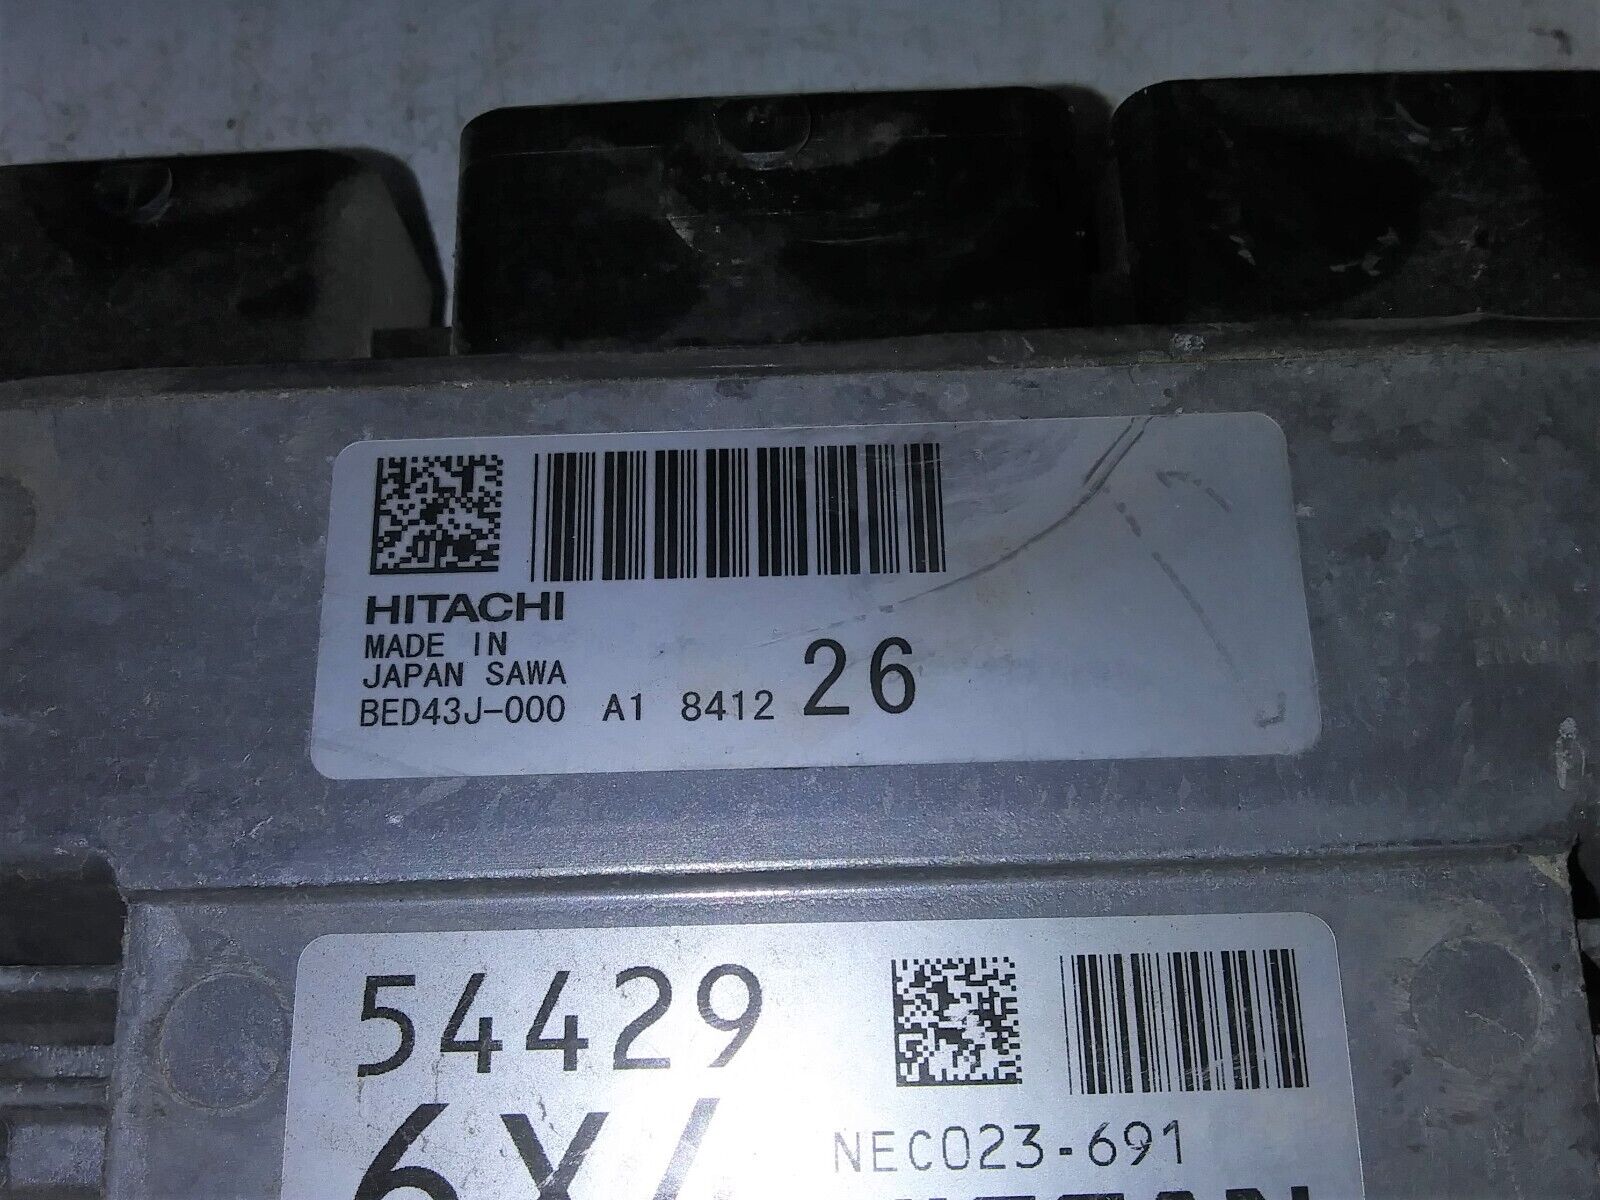 HITACHI
MADE IN
JAPAN SAWA
BED43J-000 A1 8412 26
54429
NEC023-691